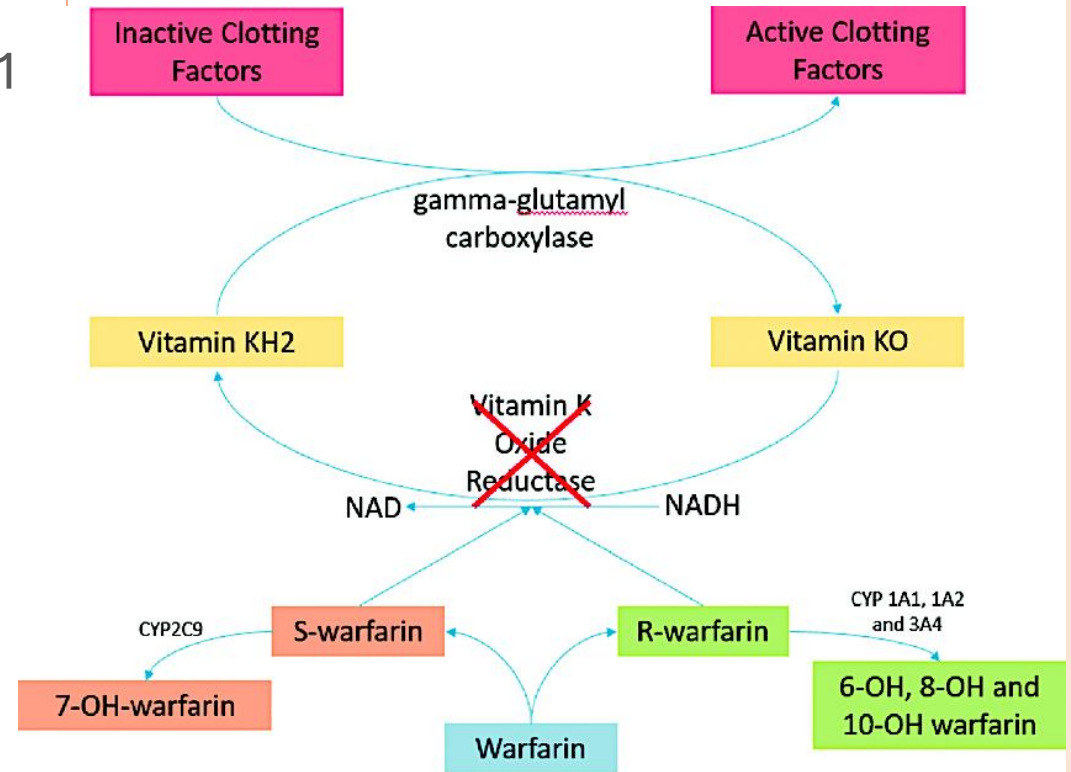 1
Inactive Clotting
Factors
Active Clotting
Factors
gamma-glutamyl
carboxylase
Vitamin KH2
Vitamin KO
Vitamin K
Oxide
Reductase
NAD
NADH
CYP2C9
S-warfarin
R-warfarin
CYP 1A1, 1A2
and 3A4
7-OH-warfarin
6-OH, 8-OH and
10-OH warfarin
Warfarin